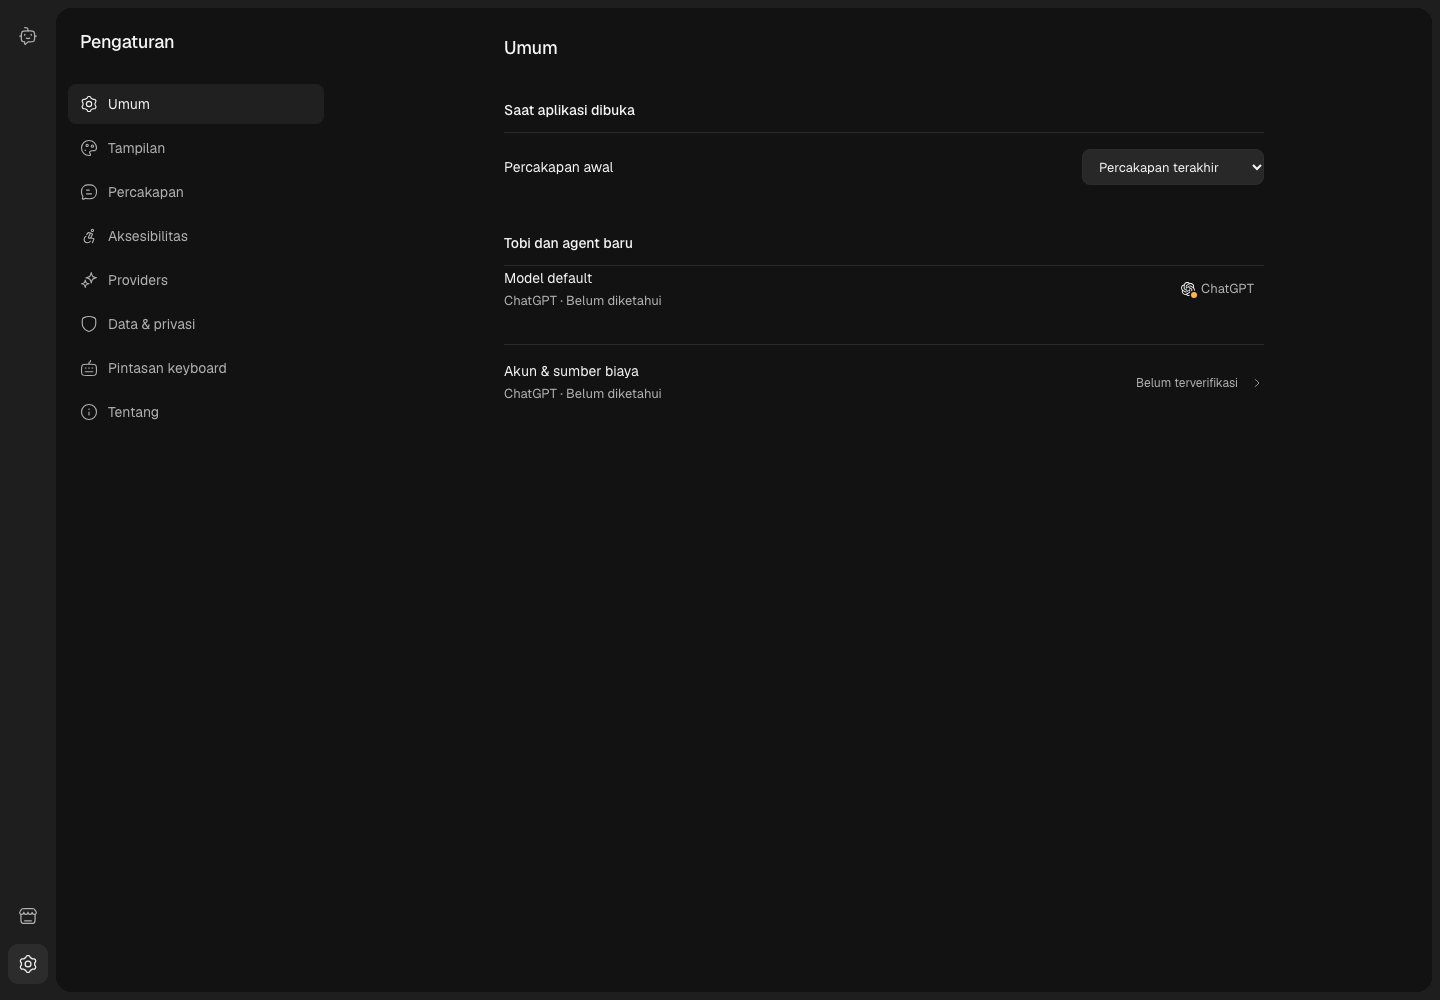 Pengaturan
Umum
Tampilan
Percakapan
Aksesibilitas
Providers
Data & privasi
Pintasan keyboard
Tentang
Umum
Saat aplikasi dibuka
Percakapan awal
Percakapan terakhir
Tobi dan agent baru
Model default
ChatGPT · Belum diketahui
ChatGPT
Akun & sumber biaya
ChatGPT · Belum diketahui
Belum terverifikasi